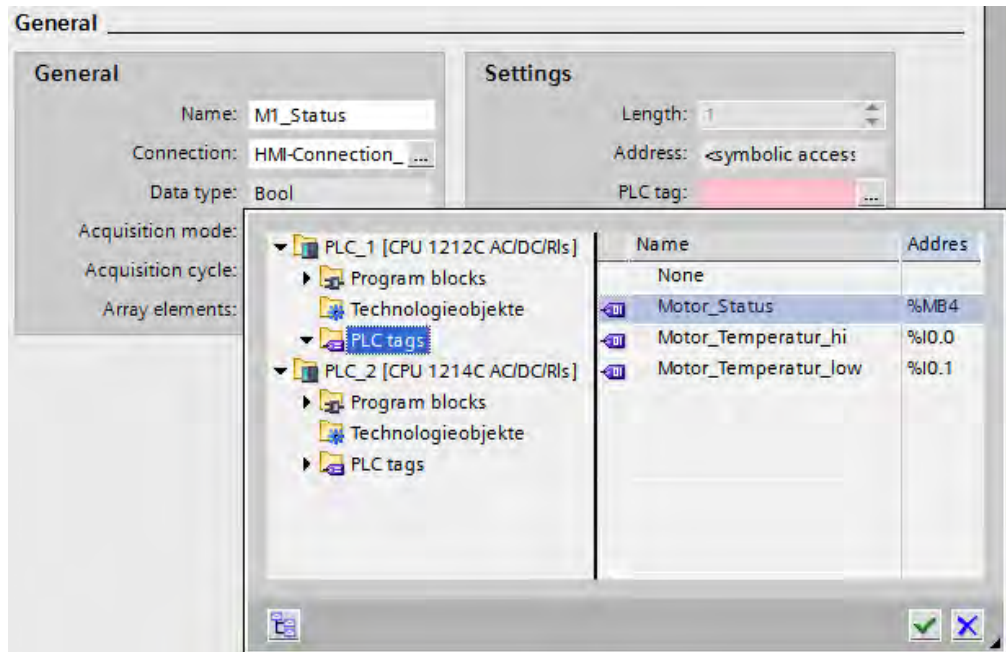 General
General
Settings
Name: M1_Status
Length: 1
Connection: HMI-Connection_ ...
Address: <symbolic access
Data type: Bool
PLC tag: ...
Acquisition mode:
Acquisition cycle:
Array elements:
PLC_1 [CPU 1212C AC/DC/Rls]
Program blocks
Technologieobjekte
PLC tags
PLC_2 [CPU 1214C AC/DC/Rls]
Program blocks
Technologieobjekte
PLC tags
Name Addres
None
Motor_Status %MB4
Motor_Temperatur_hi %I0.0
Motor_Temperatur_low %I0.1